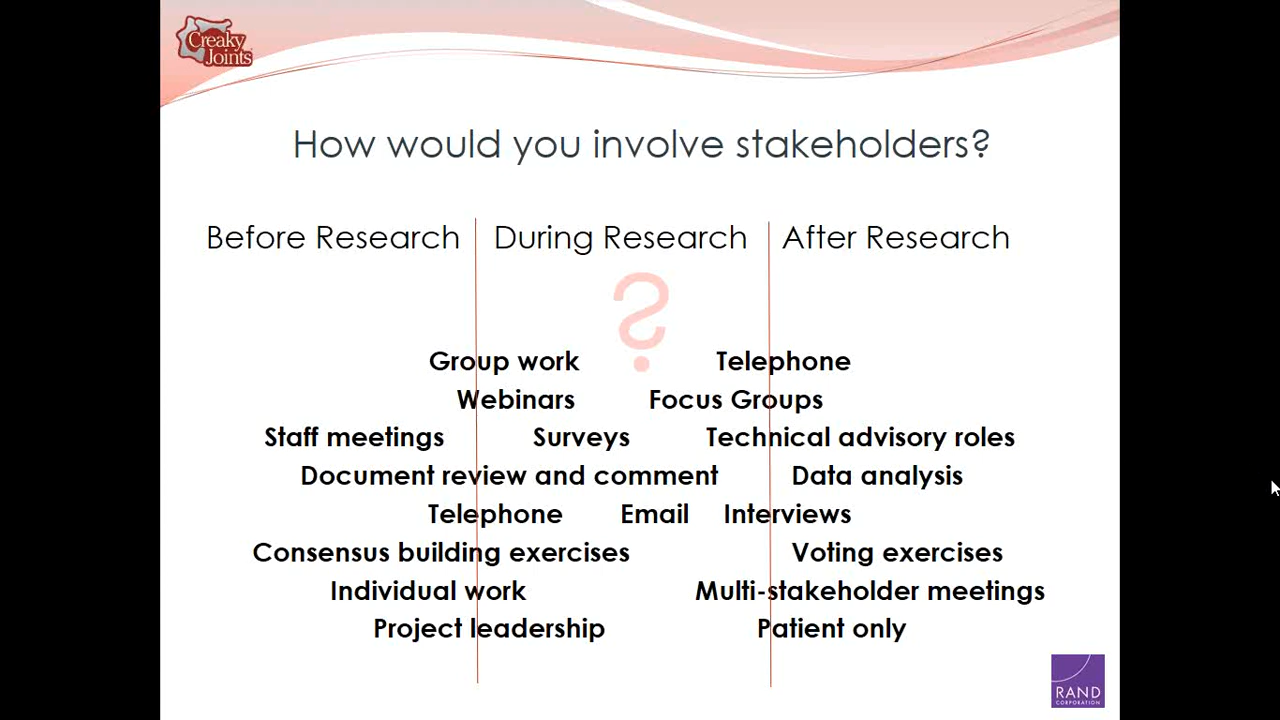 Creaky
Joints
How would you involve stakeholders?
Before Research During Research After Research
?
Group work Telephone
Webinars Focus Groups
Staff meetings Surveys Technical advisory roles
Document review and comment Data analysis
Telephone Email Interviews
Consensus building exercises Voting exercises
Individual work Multi-stakeholder meetings
Project leadership Patient only
RAND
CORPORATION